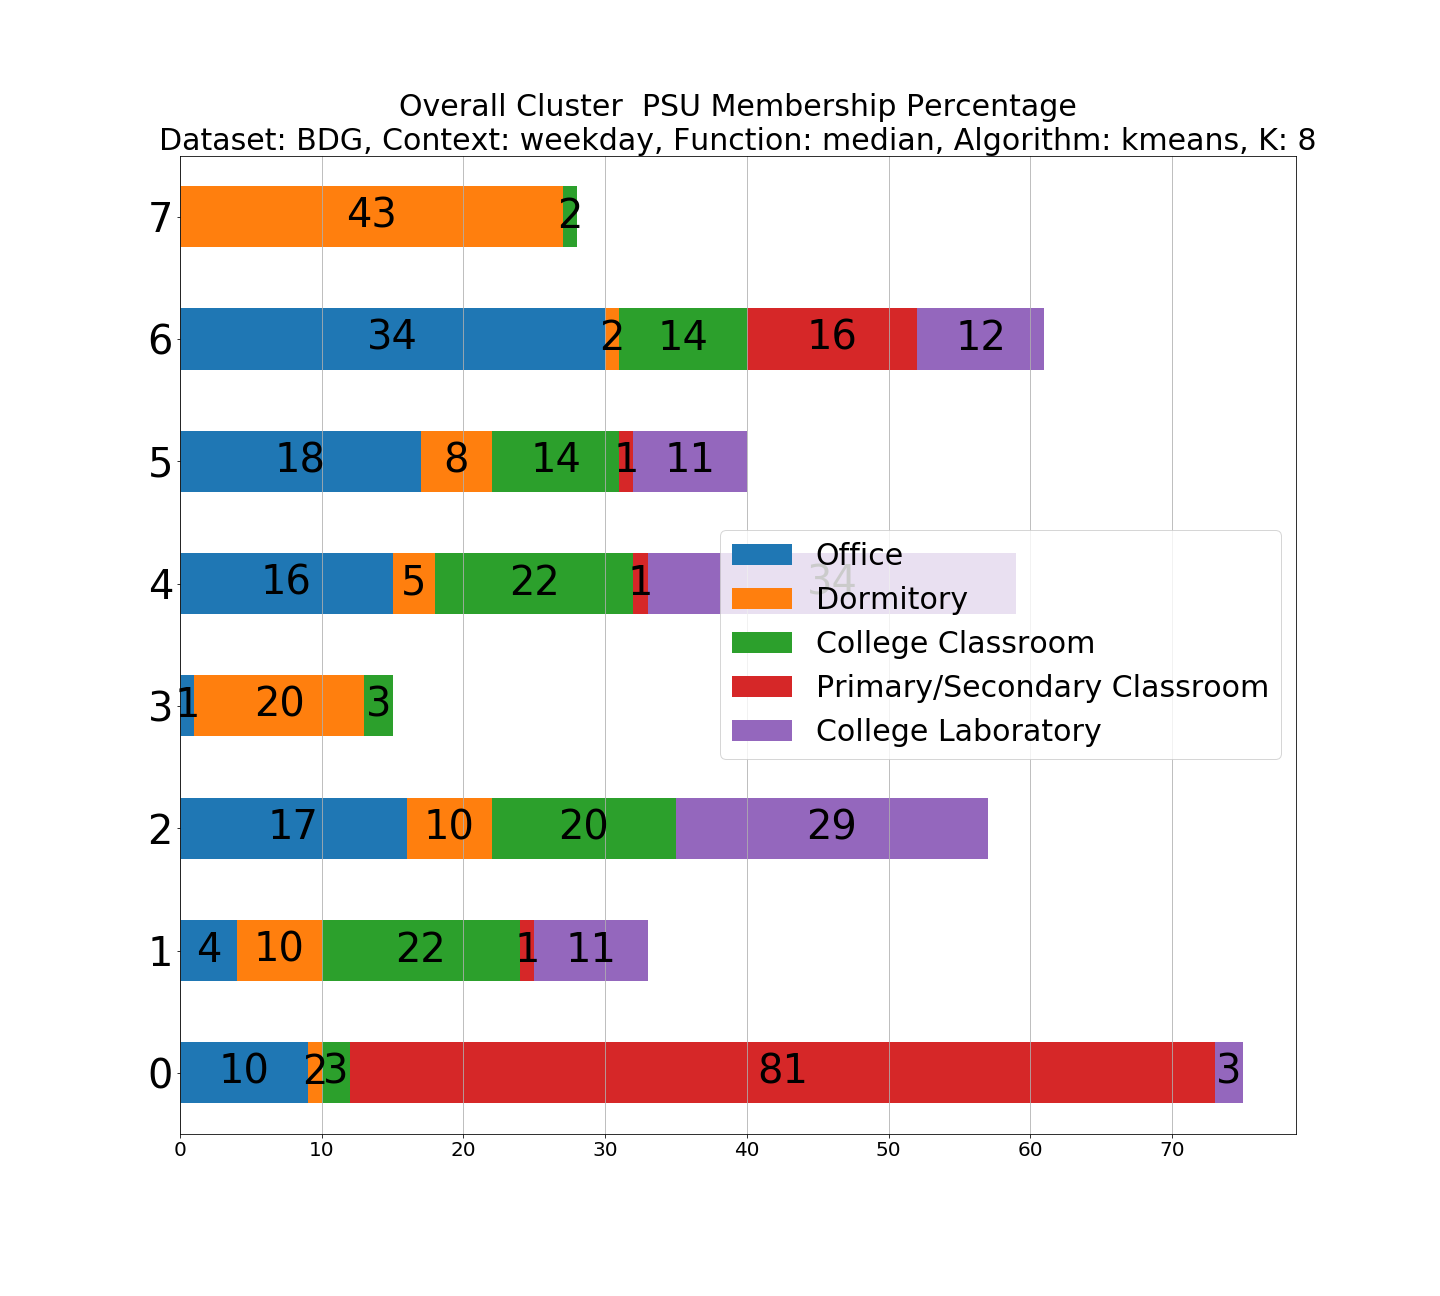 Overall Cluster  PSU Membership Percentage
Dataset: BDG, Context: weekday, Function: median, Algorithm: kmeans, K: 8
7 43 2
6 34 2 14 16 12
5 18 8 14 1 11
4 16 5 22 1 34
Office
Dormitory
College Classroom
Primary/Secondary Classroom
College Laboratory
3 1 20 3
2 17 10 20 29
1 4 10 22 1 11
0 10 2 3 81 3
0 10 20 30 40 50 60 70